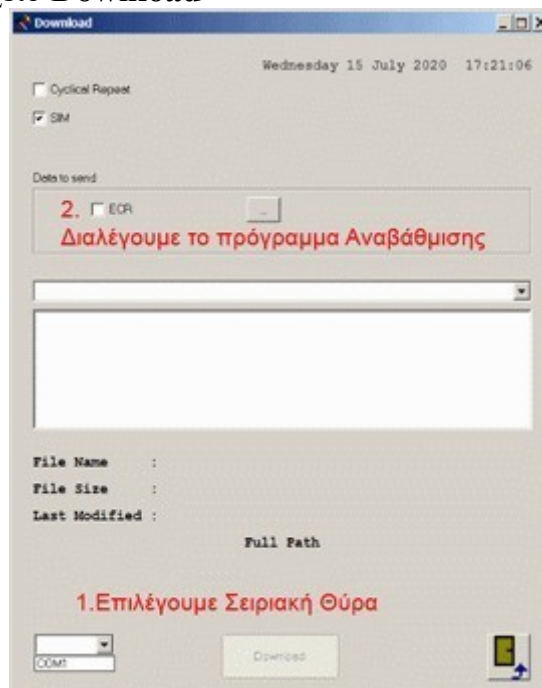 Download
Wednesday 15 July 2020 17:21:06
Cyclical Repeat
SIM
Data to send
2. ECR ...
Διαλέγουμε το πρόγραμμα Αναβάθμισης
File Name :
File Size :
Last Modified :
Full Path
1.Επιλέγουμε Σειριακή Θύρα
COM1
Download